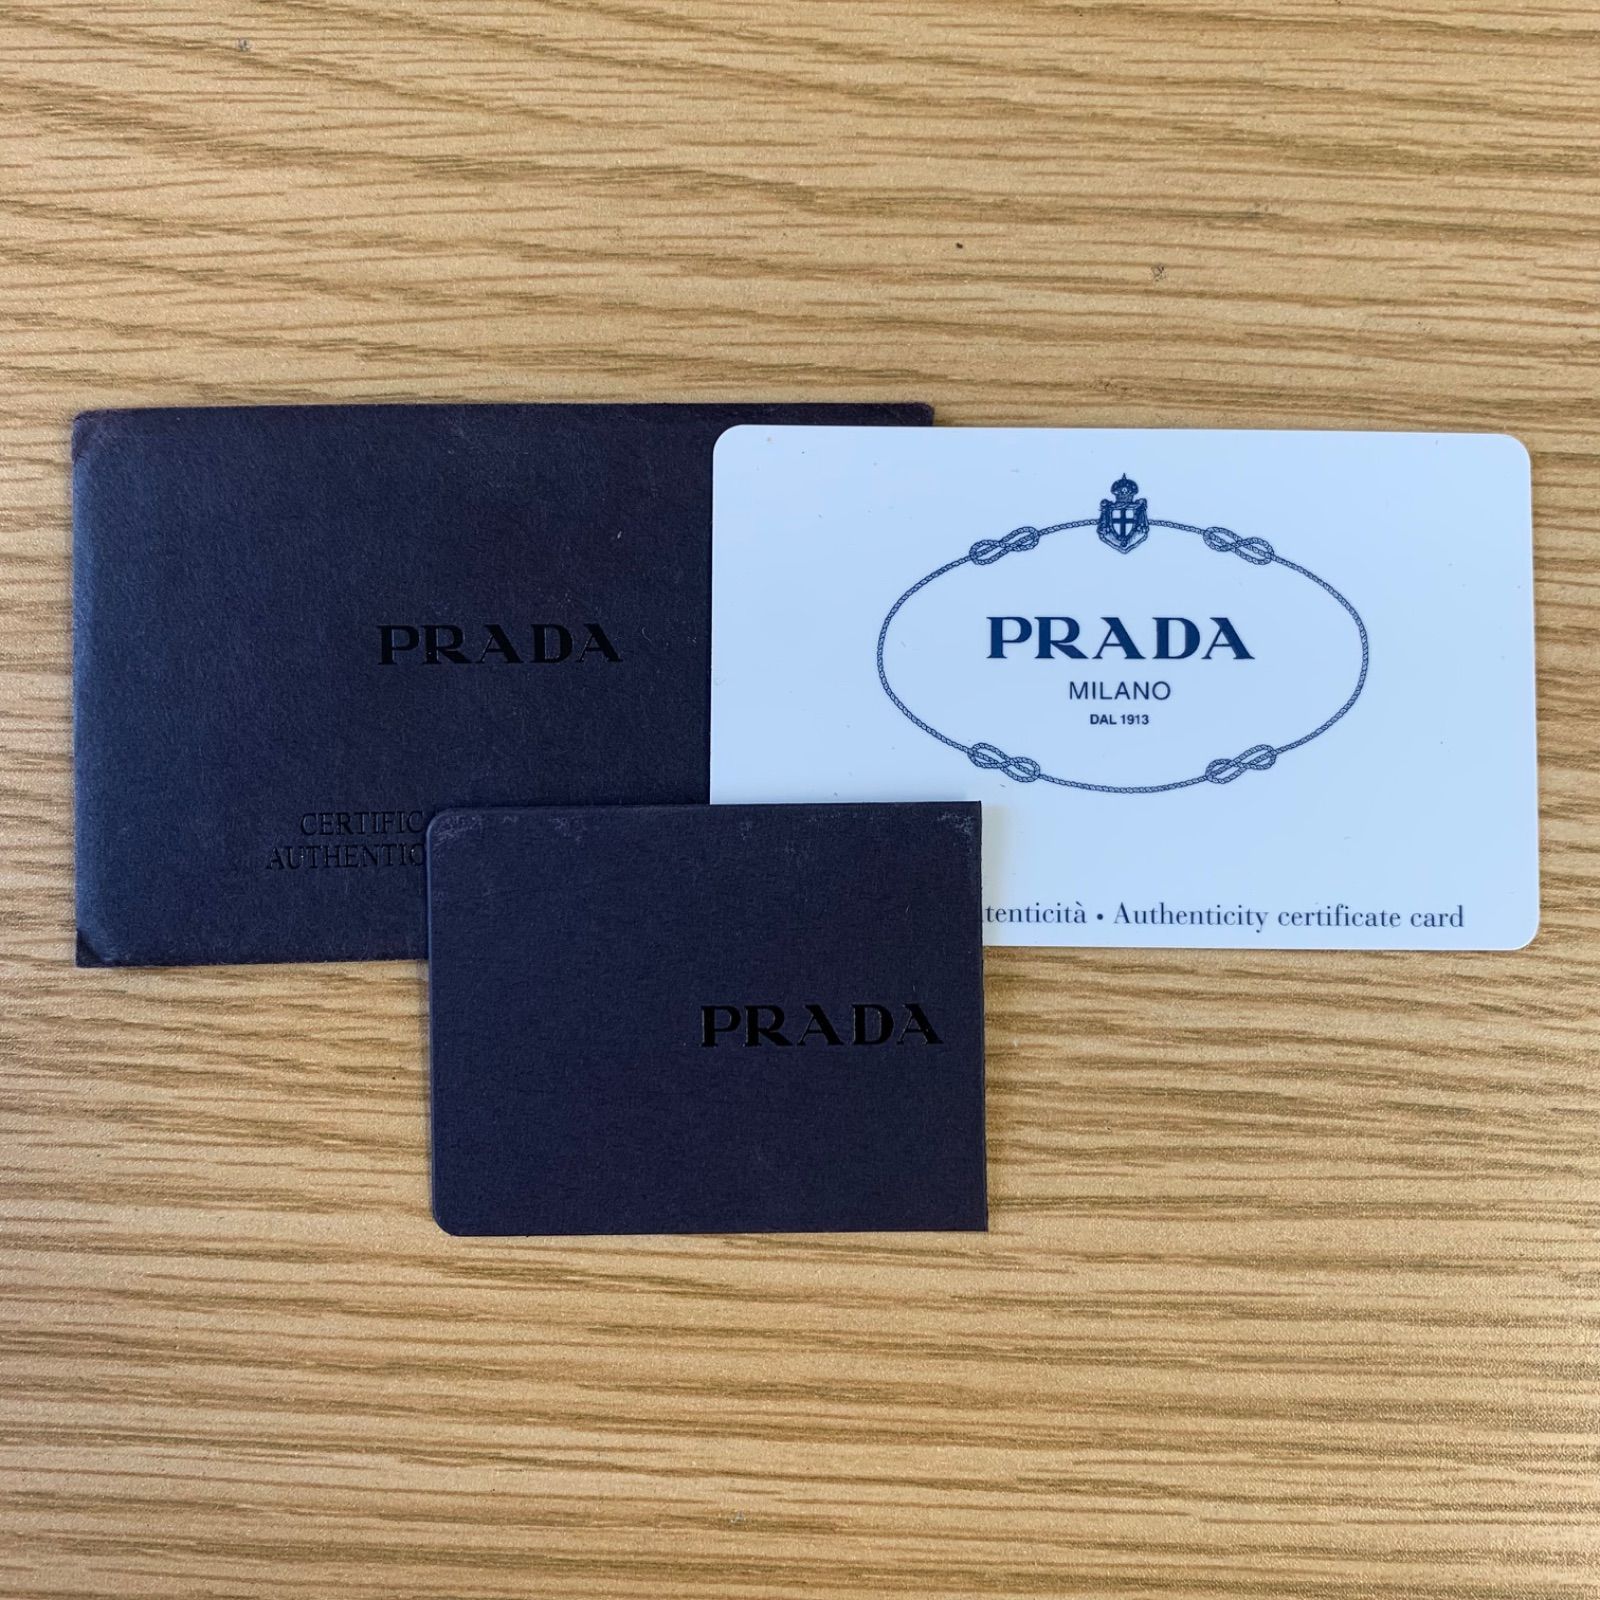 PRADA
CERTIFIC
AUTHENTIC
PRADA
MILANO
DAL 1913
tenticità • Authenticity certificate card
PRADA